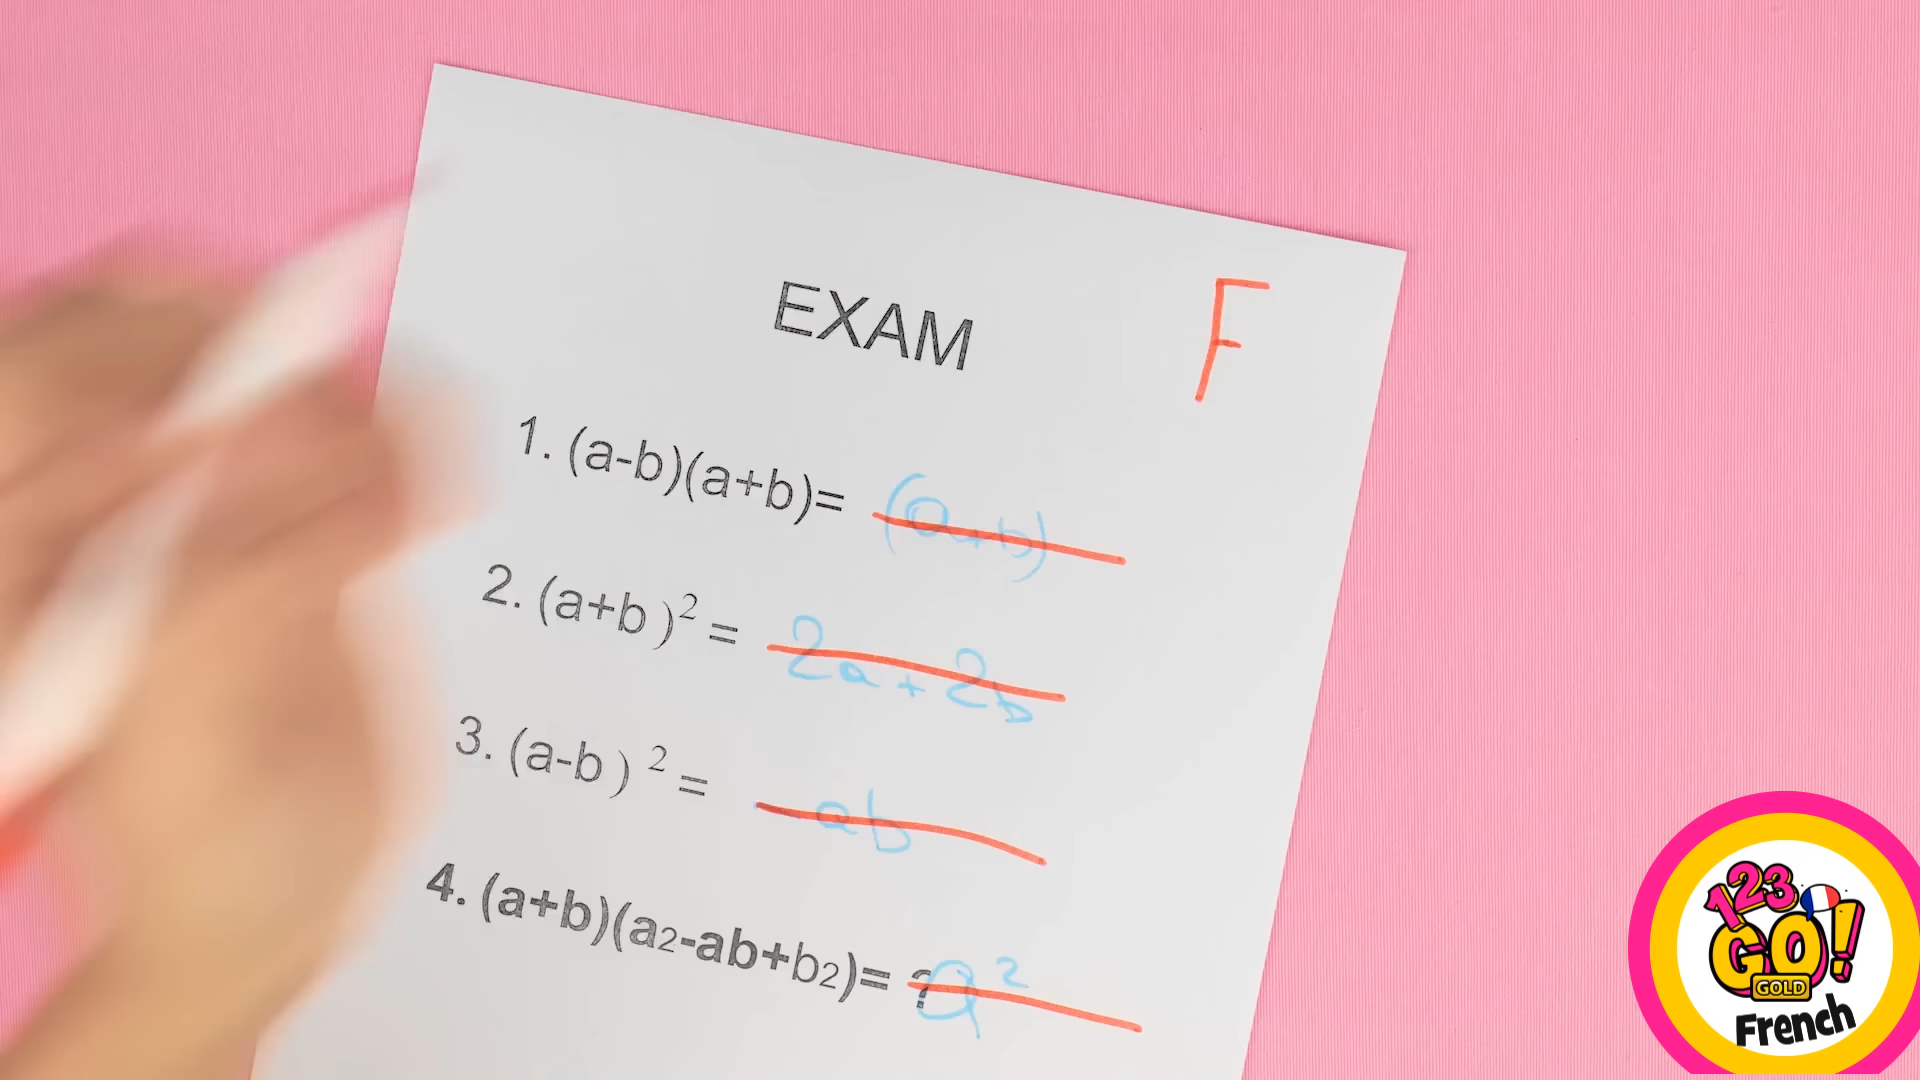 EXAM F
1. (a-b)(a+b)= (a+b)
2. (a+b)² = 2a+2b
3. (a-b)² = ab
4. (a+b)(a2-ab+b2)= ? a²
123
GO!
GOLD
French